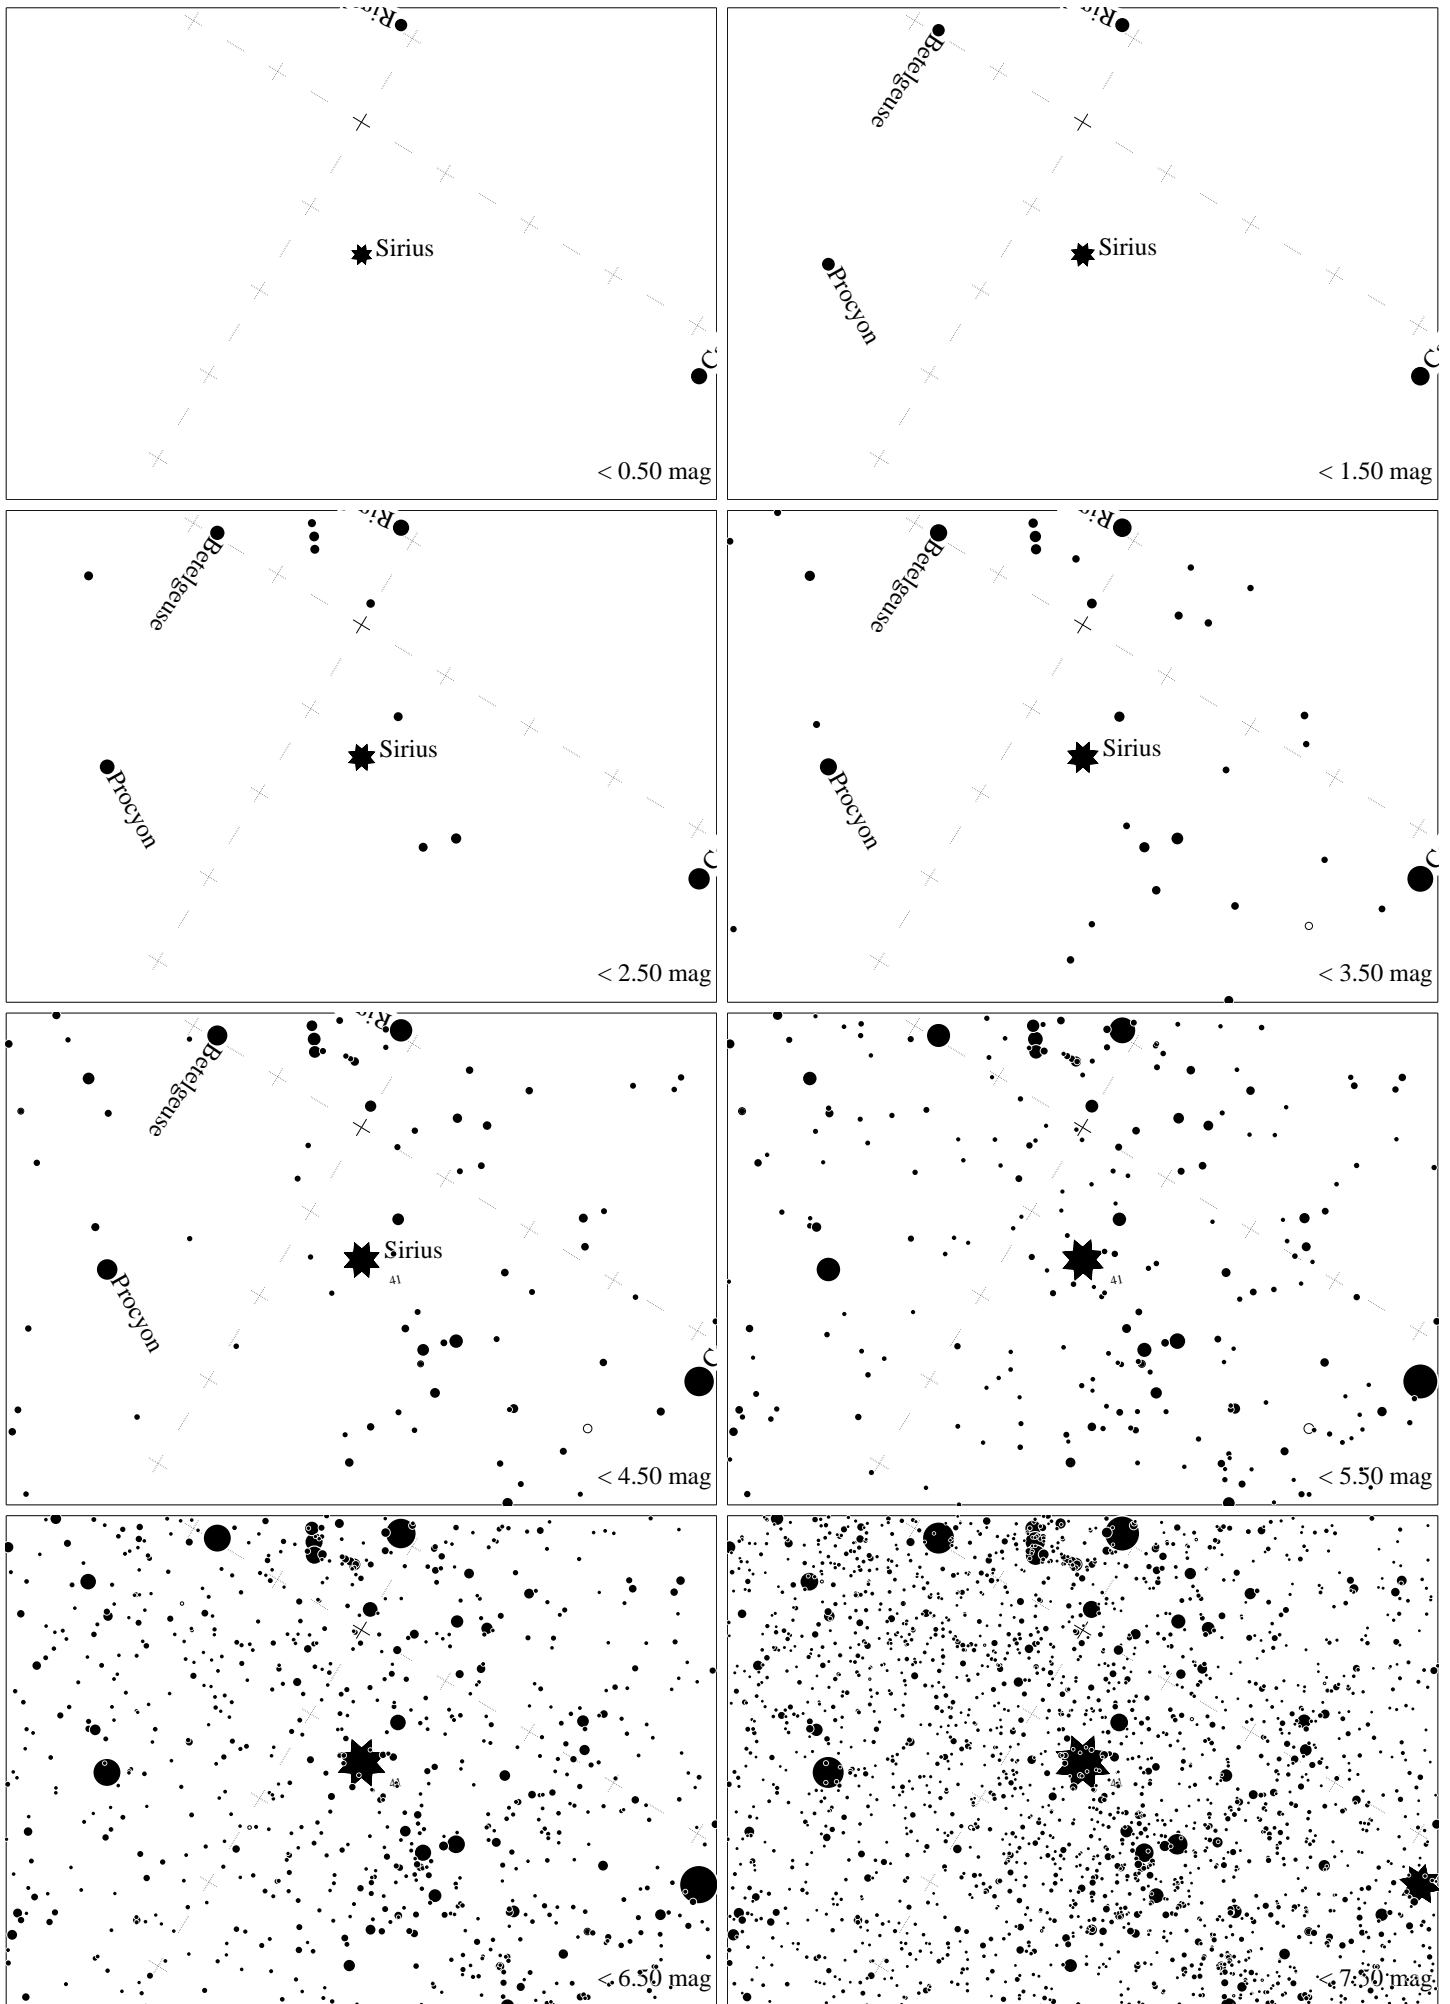 Sirius
< 0.50 mag
Betelgeuse
Sirius
Procyon
< 1.50 mag
Betelgeuse
Sirius
Procyon
< 2.50 mag
Betelgeuse
Sirius
Procyon
< 3.50 mag
Betelgeuse
Sirius
41
Procyon
< 4.50 mag
41
< 5.50 mag
< 6.50 mag
< 7.50 mag